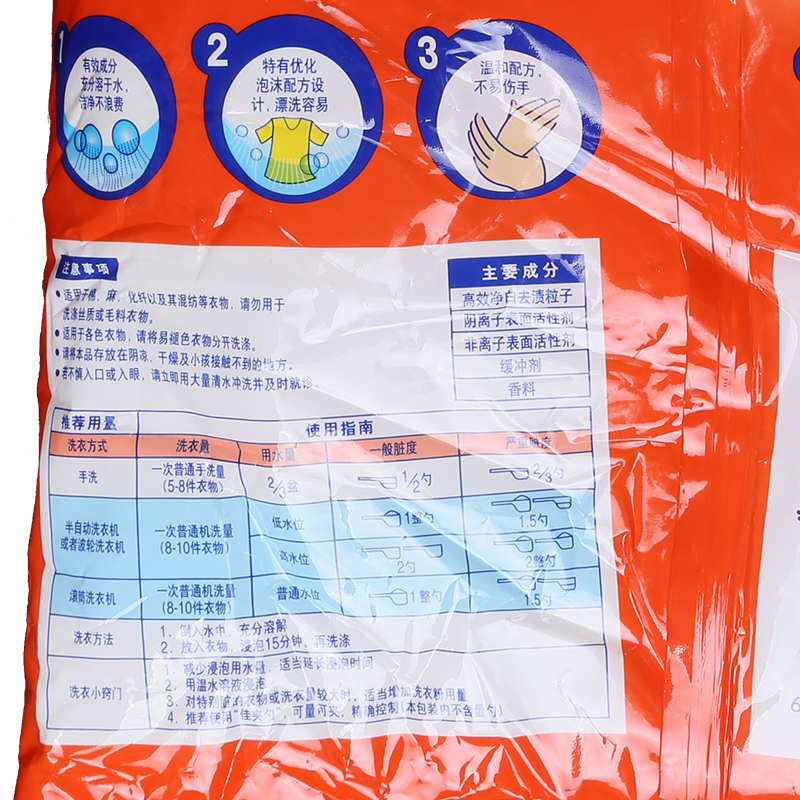 1
有效成分
充分溶于水,
洁净不浪费
2
特有优化
泡沫配方设
计,漂洗容易
3
温和配方,
不易伤手
注意事项
●适用于棉,麻,化纤以及其混纺等衣物,请勿用于
洗涤丝质或毛料衣物。
●适用于各色衣物,请将易褪色衣物分开洗涤。
●请将本品存放在阴凉、干燥及小孩接触不到的地方。
●若不慎入口或入眼,请立即用大量清水冲洗并及时就诊。
主要成分
高效净白去渍粒子
阴离子表面活性剂
非离子表面活性剂
缓冲剂
香料
推荐用量 使用指南
洗衣方式 洗衣量 用水量 一般脏度 严重脏度
手洗 一次普通手洗量 (5-8件衣物) 2/3盆 1/2勺 2/3勺
半自动洗衣机 或者波轮洗衣机 一次普通机洗量 (8-10件衣物) 低水位 1整勺 1.5勺
高水位 2勺 2整勺
滚筒洗衣机 一次普通机洗量 (8-10件衣物) 普通水位 1整勺 1.5勺
洗衣方法 1. 倒入水中,充分溶解
2. 放入衣物,浸泡15分钟,再洗涤
洗衣小窍门 1. 减少浸泡用水量,适当延长浸泡时间
2. 用温水溶液浸泡
3. 对特别脏的衣物或洗衣量较大时,适当增加洗衣粉用量
4. 推荐使用“佳夹勺”,可量可夹,精确控制(本包装内不含量勺)